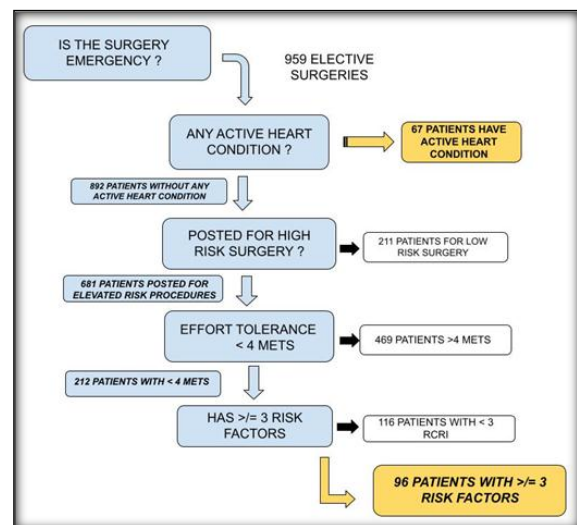 IS THE SURGERY
EMERGENCY ?
959 ELECTIVE
SURGERIES
ANY ACTIVE HEART
CONDITION ?
67 PATIENTS HAVE
ACTIVE HEART
CONDITION
892 PATIENTS WITHOUT ANY
ACTIVE HEART CONDITION
POSTED FOR HIGH
RISK SURGERY ?
211 PATIENTS FOR LOW
RISK SURGERY
681 PATIENTS POSTED FOR
ELEVATED RISK PROCEDURES
EFFORT TOLERANCE
< 4 METS
469 PATIENTS >4 METS
212 PATIENTS WITH < 4 METS
HAS >/= 3 RISK
FACTORS
116 PATIENTS WITH < 3
RCRI
96 PATIENTS WITH >/= 3
RISK FACTORS